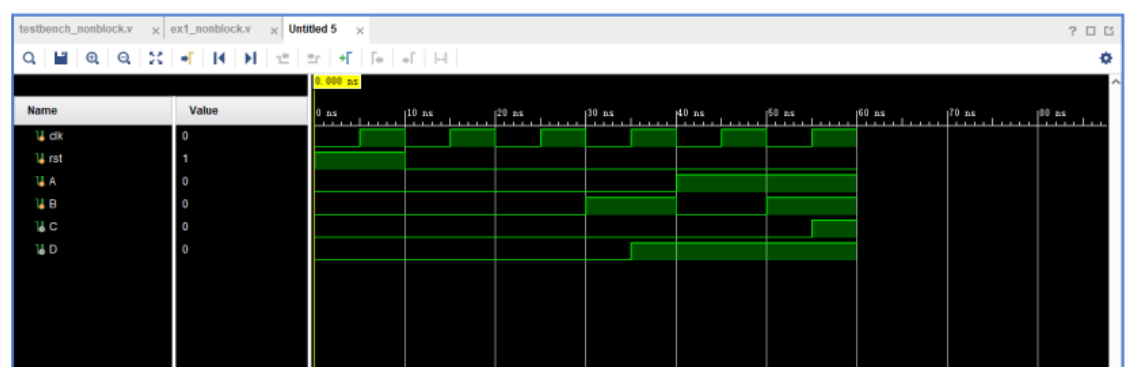 testbench_nonblock.v x ex1_nonblock.v x Untitled 5 x ?
0.000 ns
Name Value 0 ns 10 ns 20 ns 30 ns 40 ns 50 ns 60 ns 70 ns 80 ns
clk 0
rst 1
A 0
B 0
C 0
D 0